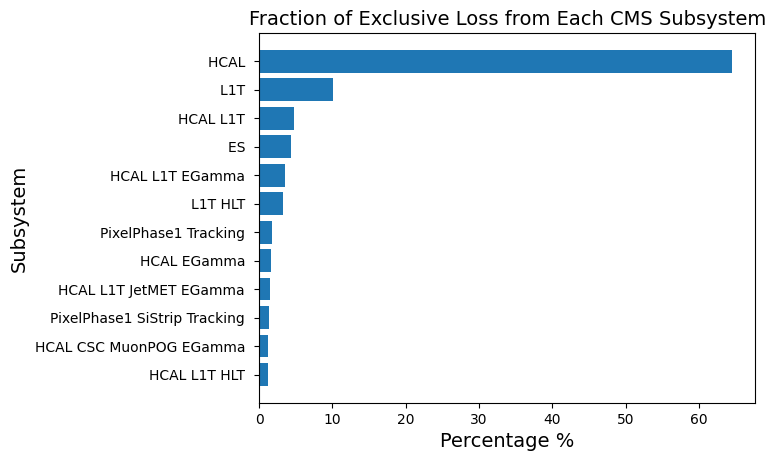 Fraction of Exclusive Loss from Each CMS Subsystem
Subsystem
HCAL
L1T
HCAL L1T
ES
HCAL L1T EGamma
L1T HLT
PixelPhase1 Tracking
HCAL EGamma
HCAL L1T JetMET EGamma
PixelPhase1 SiStrip Tracking
HCAL CSC MuonPOG EGamma
HCAL L1T HLT
0 10 20 30 40 50 60
Percentage %